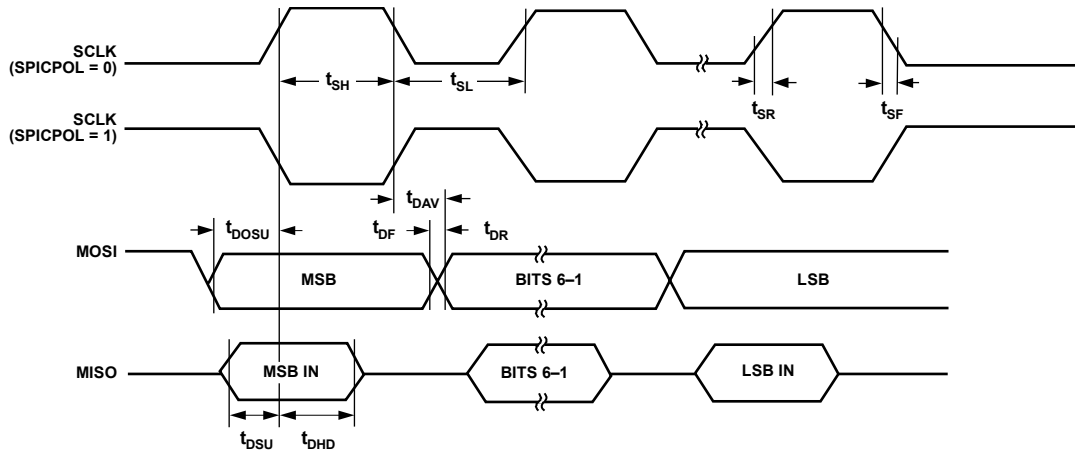 SCLK
(SPICPOL = 0)
tSH
tSL
tSR
tSF
SCLK
(SPICPOL = 1)
tDAV
tDOSU
tDF
tDR
MOSI
MSB
BITS 6–1
LSB
MISO
MSB IN
BITS 6–1
LSB IN
tDSU
tDHD